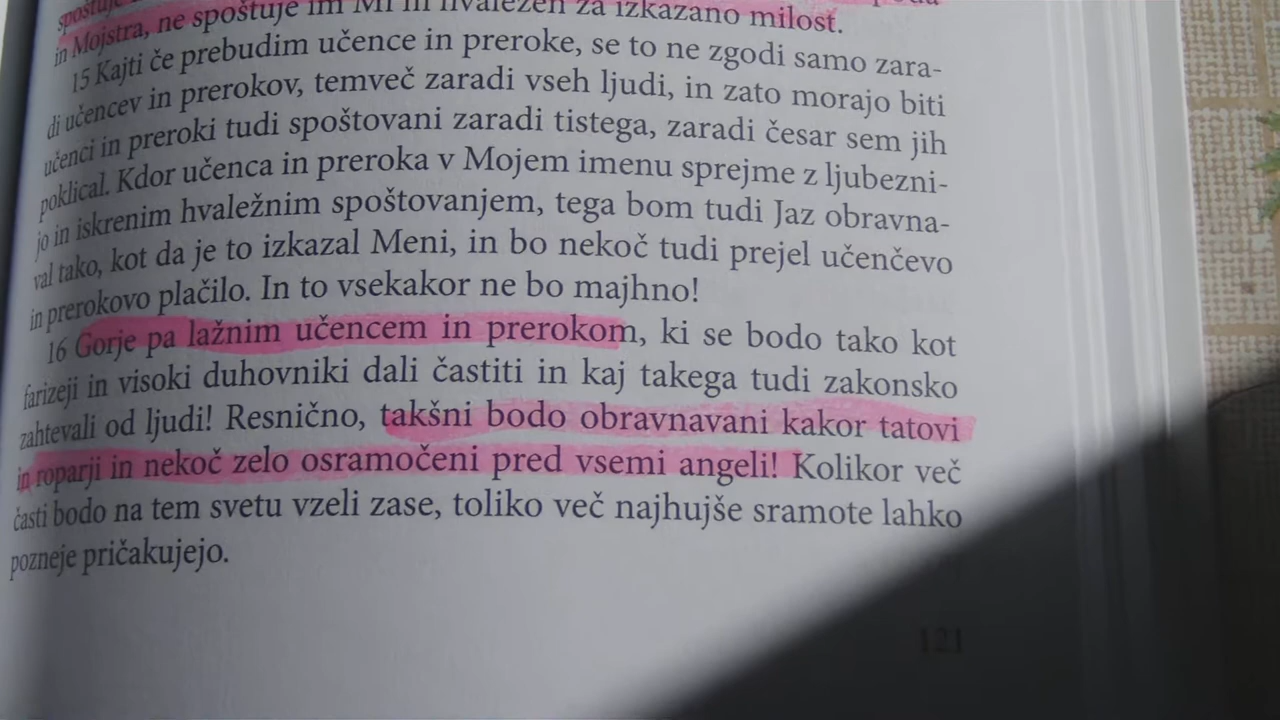 in Mojstra, ne spoštuje im Mi in hvaležen za izkazano milost.
15 Kajti če prebudim učence in preroke, se to ne zgodi samo zara-
di učencev in prerokov, temveč zaradi vseh ljudi, in zato morajo biti
učenci in preroki tudi spoštovani zaradi tistega, zaradi česar sem jih
poklical. Kdor učenca in preroka v Mojem imenu sprejme z ljubezni-
jo in iskrenim hvaležnim spoštovanjem, tega bom tudi Jaz obravna-
val tako, kot da je to izkazal Meni, in bo nekoč tudi prejel učenčevo
in prerokovo plačilo. In to vsekakor ne bo majhno!
16 Gorje pa lažnim učencem in prerokom, ki se bodo tako kot
farizeji in visoki duhovniki dali častiti in kaj takega tudi zakonsko
zahtevali od ljudi! Resnično, takšni bodo obravnavani kakor tatovi
in roparji in nekoč zelo osramočeni pred vsemi angeli! Kolikor več
časti bodo na tem svetu vzeli zase, toliko več najhujše sramote lahko
pozneje pričakujejo.
121